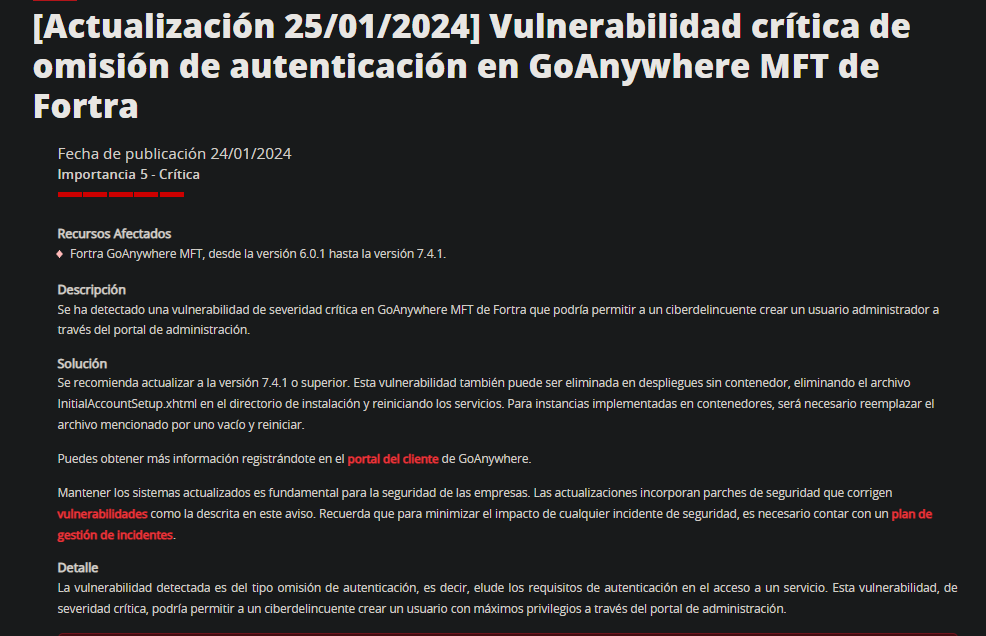 [Actualización 25/01/2024] Vulnerabilidad crítica de
omisión de autenticación en GoAnywhere MFT de
Fortra
Fecha de publicación 24/01/2024
Importancia 5 - Crítica
Recursos Afectados
Fortra GoAnywhere MFT, desde la versión 6.0.1 hasta la versión 7.4.1.
Descripción
Se ha detectado una vulnerabilidad de severidad crítica en GoAnywhere MFT de Fortra que podría permitir a un ciberdelincuente crear un usuario administrador a
través del portal de administración.
Solución
Se recomienda actualizar a la versión 7.4.1 o superior. Esta vulnerabilidad también puede ser eliminada en despliegues sin contenedor, eliminando el archivo
InitialAccountSetup.xhtml en el directorio de instalación y reiniciando los servicios. Para instancias implementadas en contenedores, será necesario reemplazar el
archivo mencionado por uno vacío y reiniciar.
Puedes obtener más información registrándote en el portal del cliente de GoAnywhere.
Mantener los sistemas actualizados es fundamental para la seguridad de las empresas. Las actualizaciones incorporan parches de seguridad que corrigen
vulnerabilidades como la descrita en este aviso. Recuerda que para minimizar el impacto de cualquier incidente de seguridad, es necesario contar con un plan de
gestión de incidentes.
Detalle
La vulnerabilidad detectada es del tipo omisión de autenticación, es decir, elude los requisitos de autenticación en el acceso a un servicio. Esta vulnerabilidad, de
severidad crítica, podría permitir a un ciberdelincuente crear un usuario con máximos privilegios a través del portal de administración.